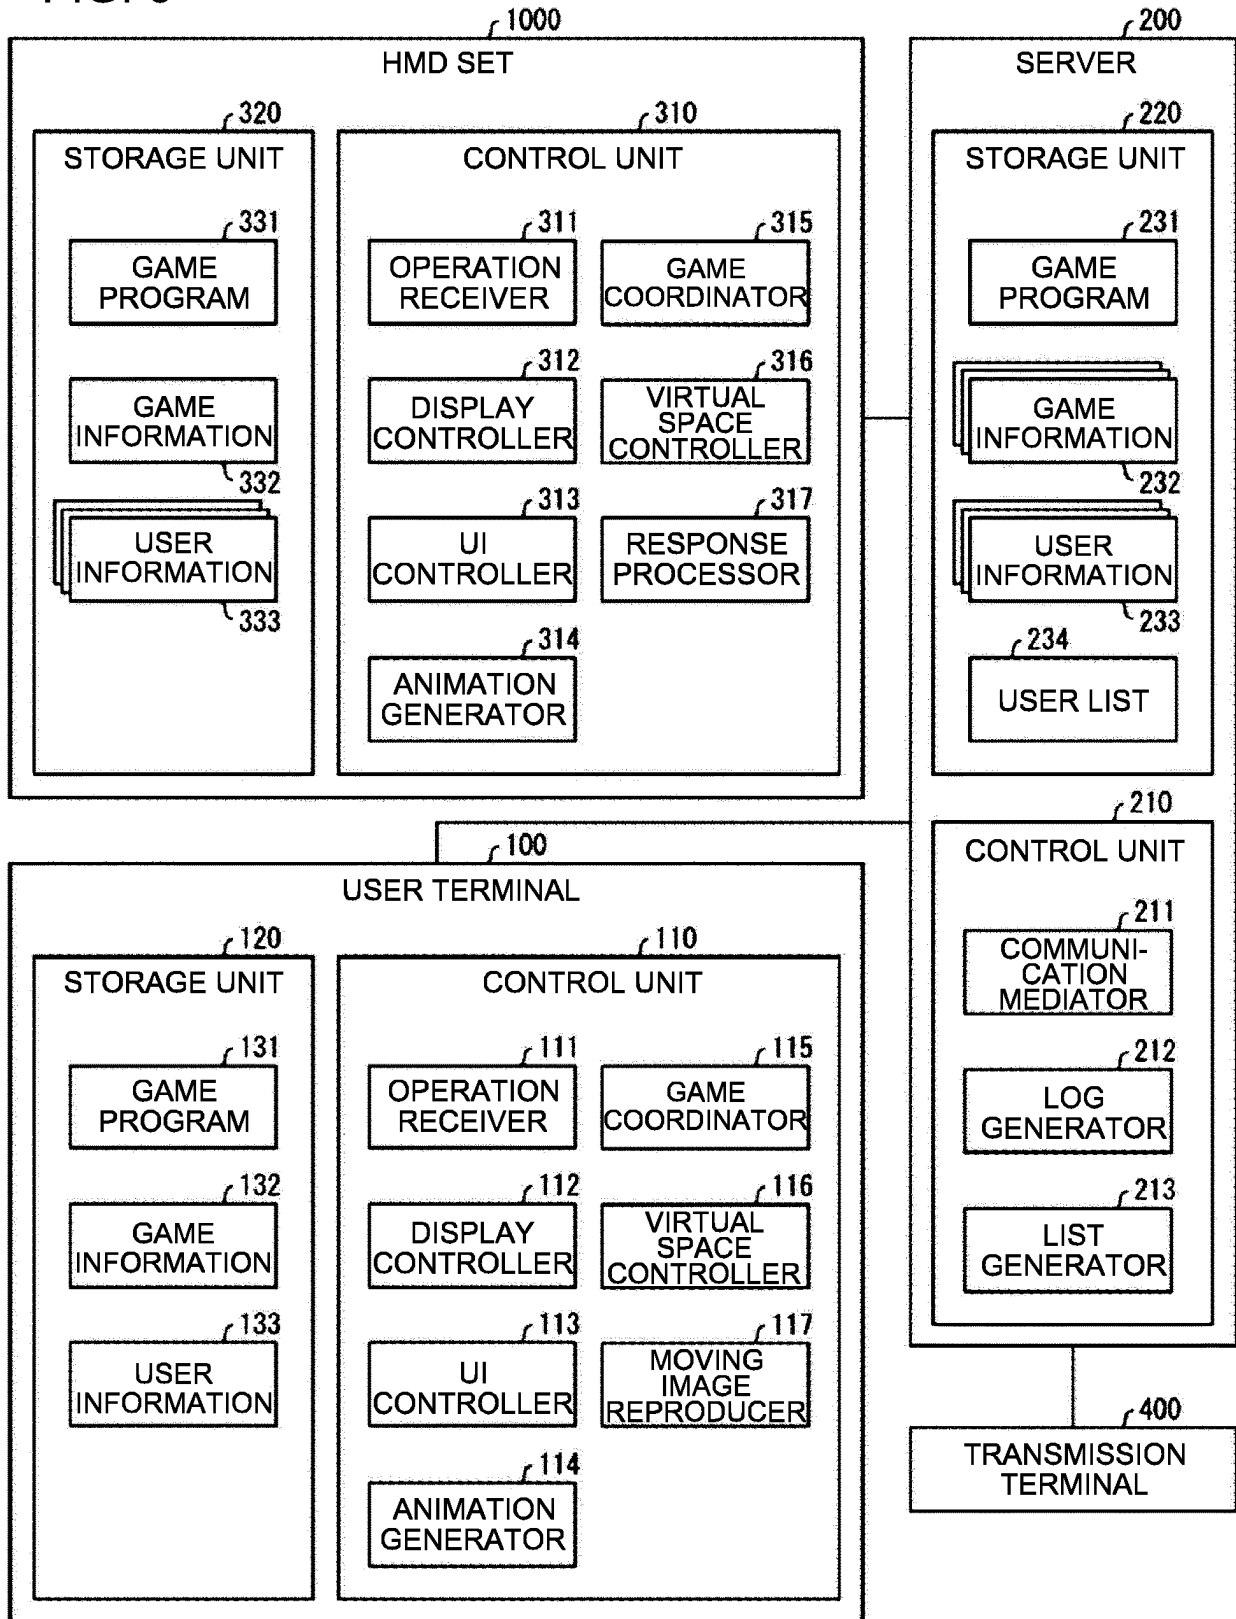 1000
HMD SET
320
STORAGE UNIT
331
GAME
PROGRAM
GAME
INFORMATION
332
USER
INFORMATION
333
310
CONTROL UNIT
311
OPERATION
RECEIVER
315
GAME
COORDINATOR
312
DISPLAY
CONTROLLER
316
VIRTUAL
SPACE
CONTROLLER
313
UI
CONTROLLER
317
RESPONSE
PROCESSOR
314
ANIMATION
GENERATOR
200
SERVER
220
STORAGE UNIT
231
GAME
PROGRAM
GAME
INFORMATION
232
USER
INFORMATION
233
234
USER LIST
210
CONTROL UNIT
211
COMMUNI-
CATION
MEDIATOR
212
LOG
GENERATOR
213
LIST
GENERATOR
100
USER TERMINAL
120
STORAGE UNIT
131
GAME
PROGRAM
132
GAME
INFORMATION
133
USER
INFORMATION
110
CONTROL UNIT
111
OPERATION
RECEIVER
115
GAME
COORDINATOR
112
DISPLAY
CONTROLLER
116
VIRTUAL
SPACE
CONTROLLER
113
UI
CONTROLLER
117
MOVING
IMAGE
REPRODUCER
114
ANIMATION
GENERATOR
400
TRANSMISSION
TERMINAL